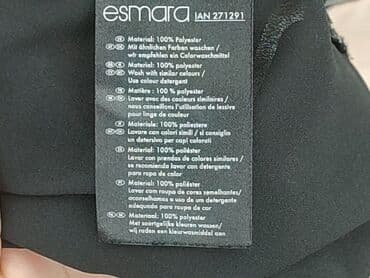 esmara IAN 271291
Material: 100% Polyester
Mit ähnlichen Farben waschen /
wir empfehlen ein Colorwaschmittel
Material: 100% polyester
Wash with similar colours /
Use colour detergent
Matière : 100 % polyester
Laver avec des couleurs similaires /
nous conseillons l'utilisation de lessive
pour linge de couleur
Materiale: 100% poliestere
Lavare con colori simili / si consiglia
un detersivo per capi colorati
Material: 100% poliéster
Lavar con prendas de colores similares/
se recomienda lavar con detergente
para ropa de color
Material: 100% poliéster
Lavar com roupa de cores semelhantes/
aconselhamos o uso de um detergente
adequado para roupa de cor
Materiaal: 100% polyester
Met soortgelijke kleuren wassen/
wij raden een kleurwasmiddel aan